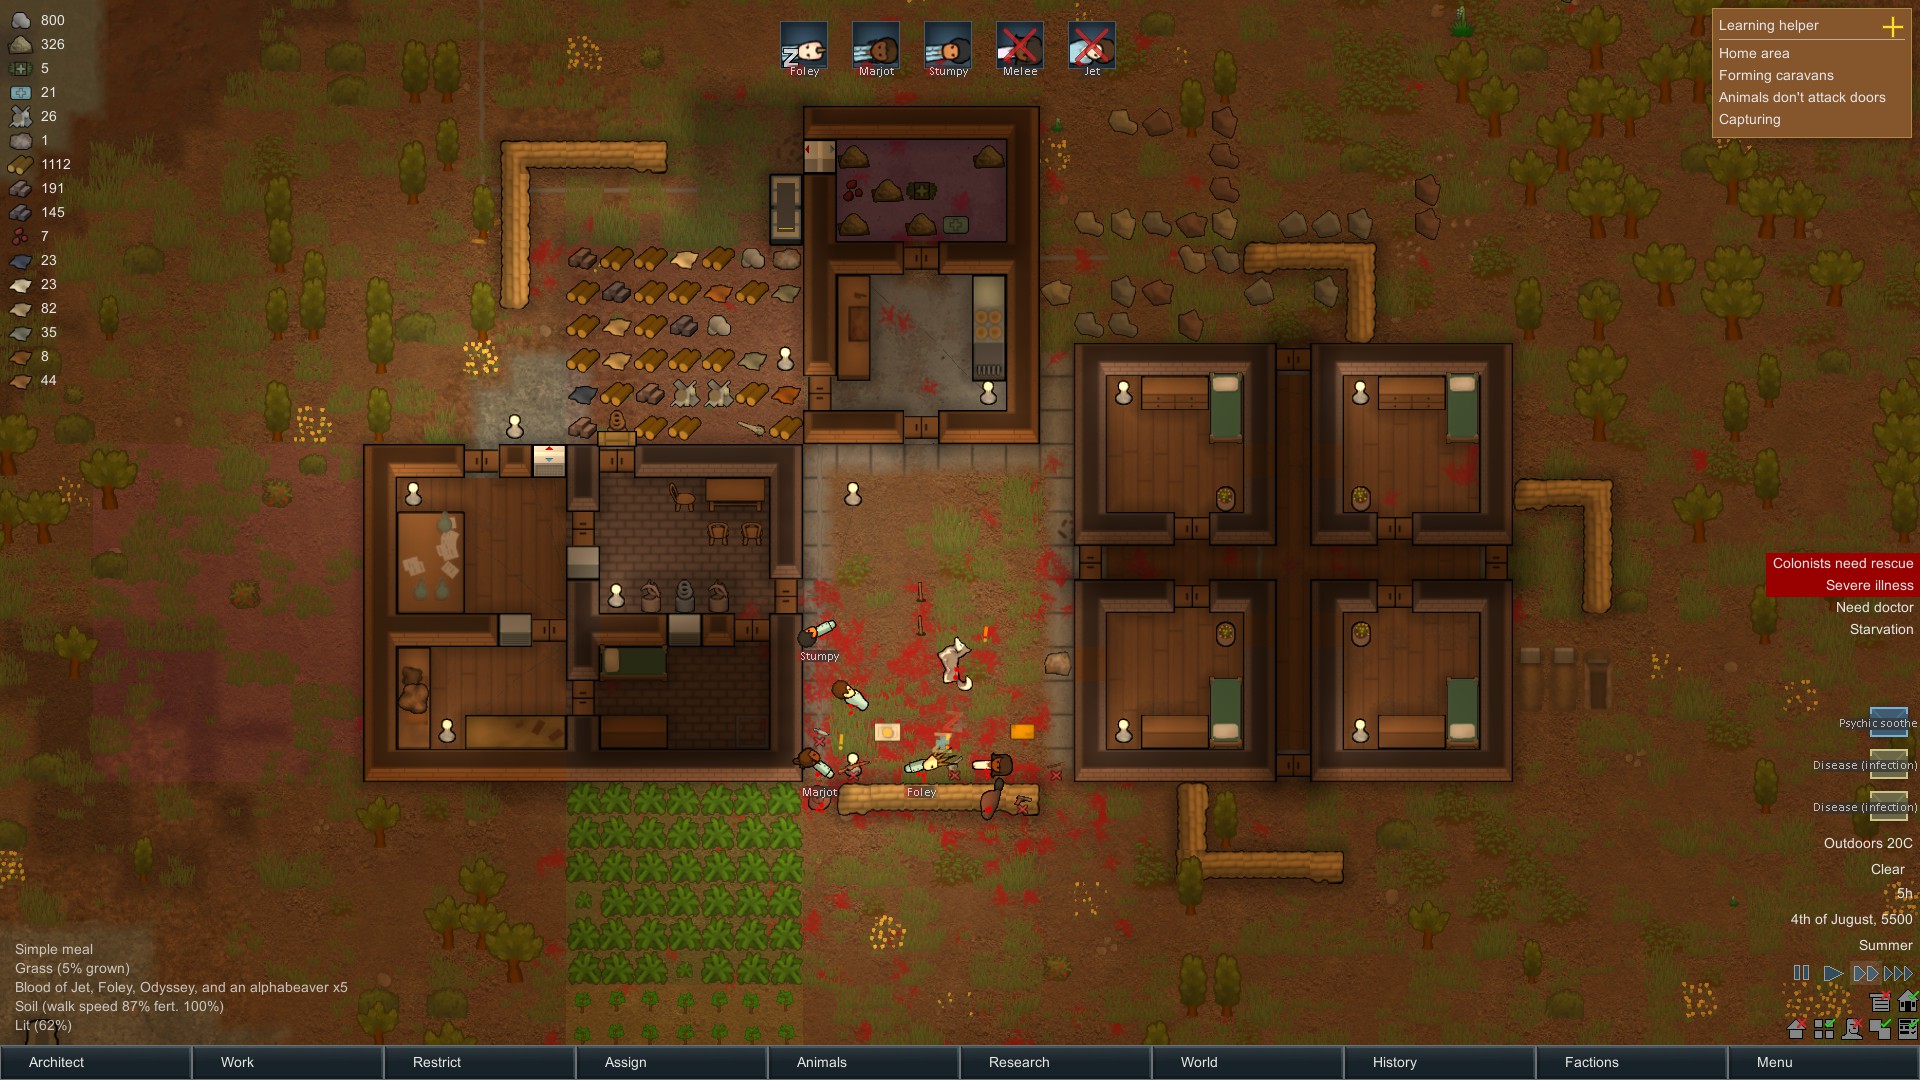 800
326
5
21
26
1
1112
191
145
7
23
23
82
35
8
44
Foley
Marjot
Stumpy
Melee
Jet
Learning helper
Home area
Forming caravans
Animals don't attack doors
Capturing
Stumpy
Marjot
Foley
Colonists need rescue
Severe illness
Need doctor
Starvation
Psychic soothe
Disease (infection)
Disease (infection)
Outdoors 20C
Clear
5h
4th of Jugust, 5500
Summer
Simple meal
Grass (5% grown)
Blood of Jet, Foley, Odyssey, and an alphabeaver x5
Soil (walk speed 87% fert. 100%)
Lit (62%)
Architect
Work
Restrict
Assign
Animals
Research
World
History
Factions
Menu